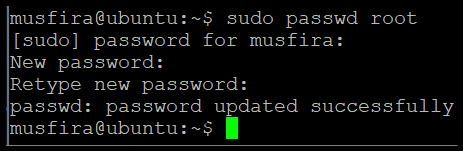 musfira@ubuntu:~$ sudo passwd root
[sudo] password for musfira:
New password:
Retype new password:
passwd: password updated successfully
musfira@ubuntu:~$